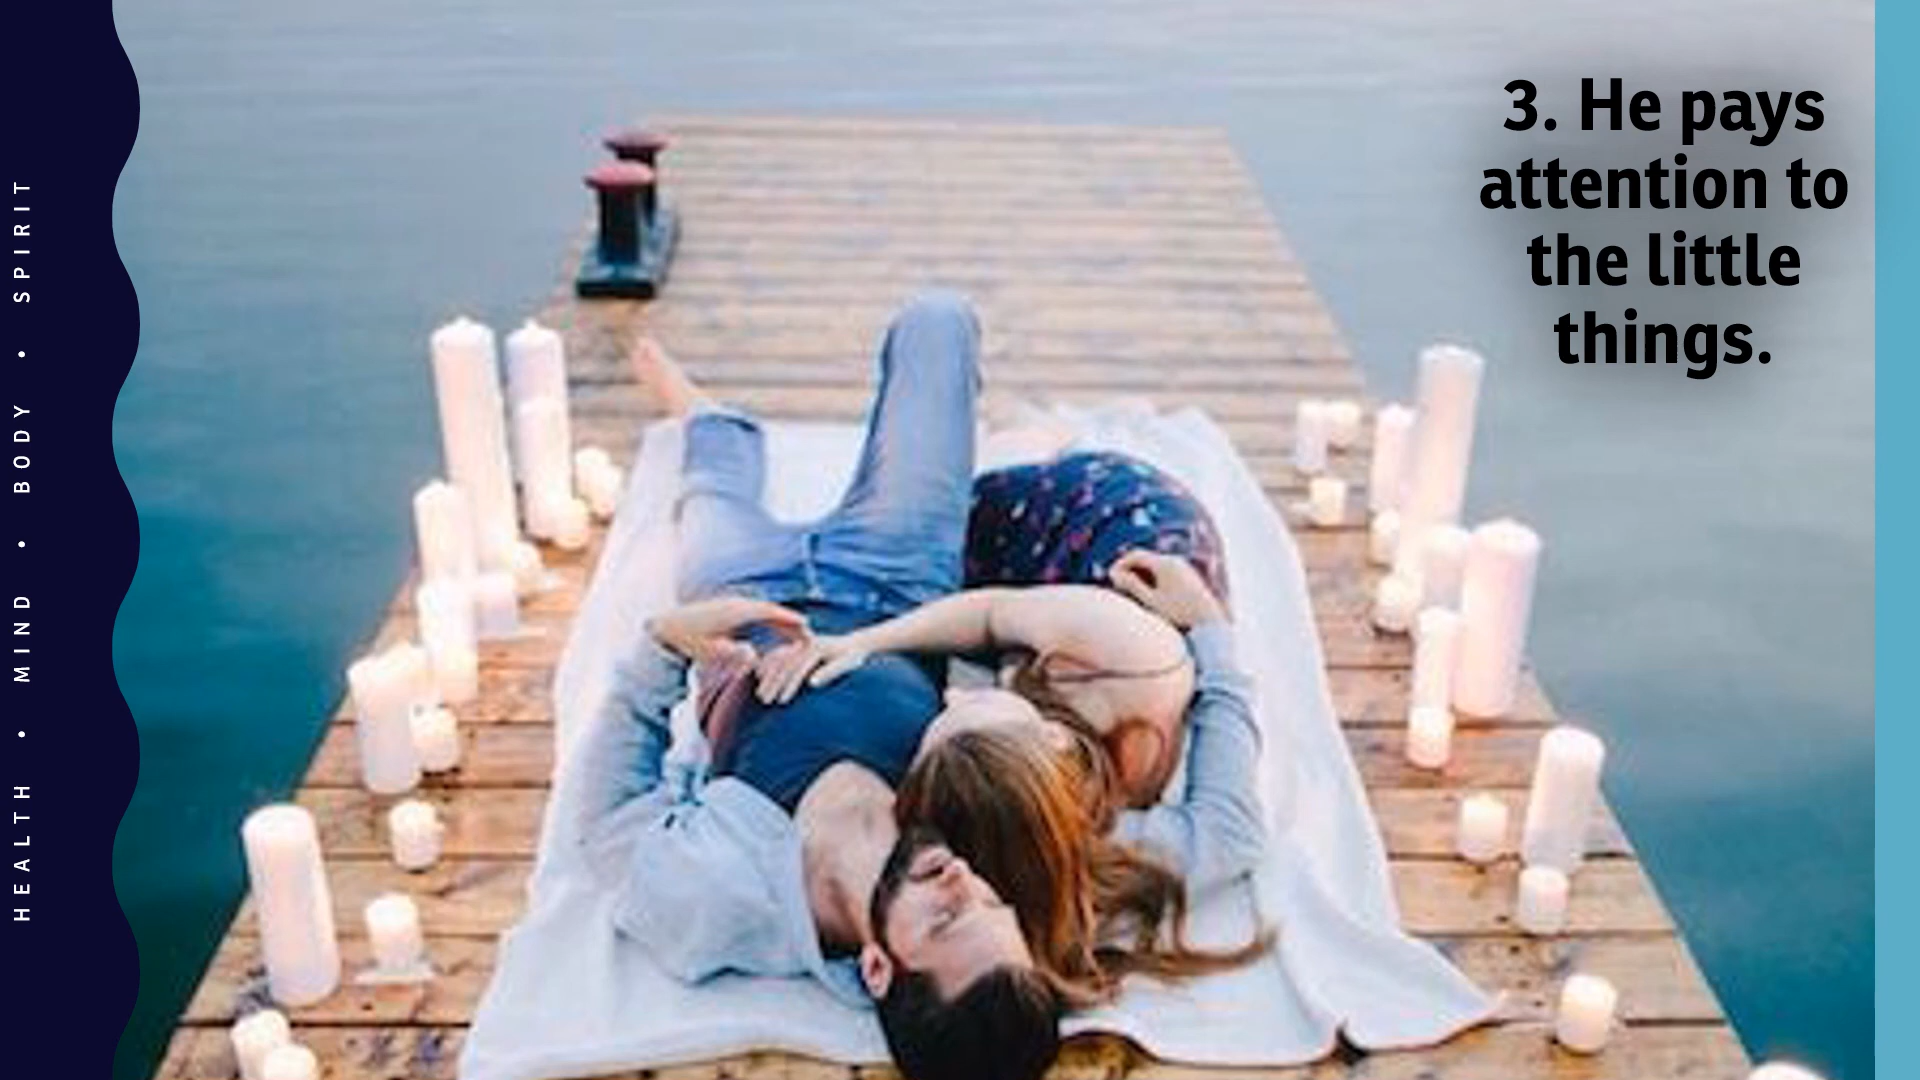 HEALTH • MIND • BODY • SPIRIT
3. He pays
attention to
the little
things.